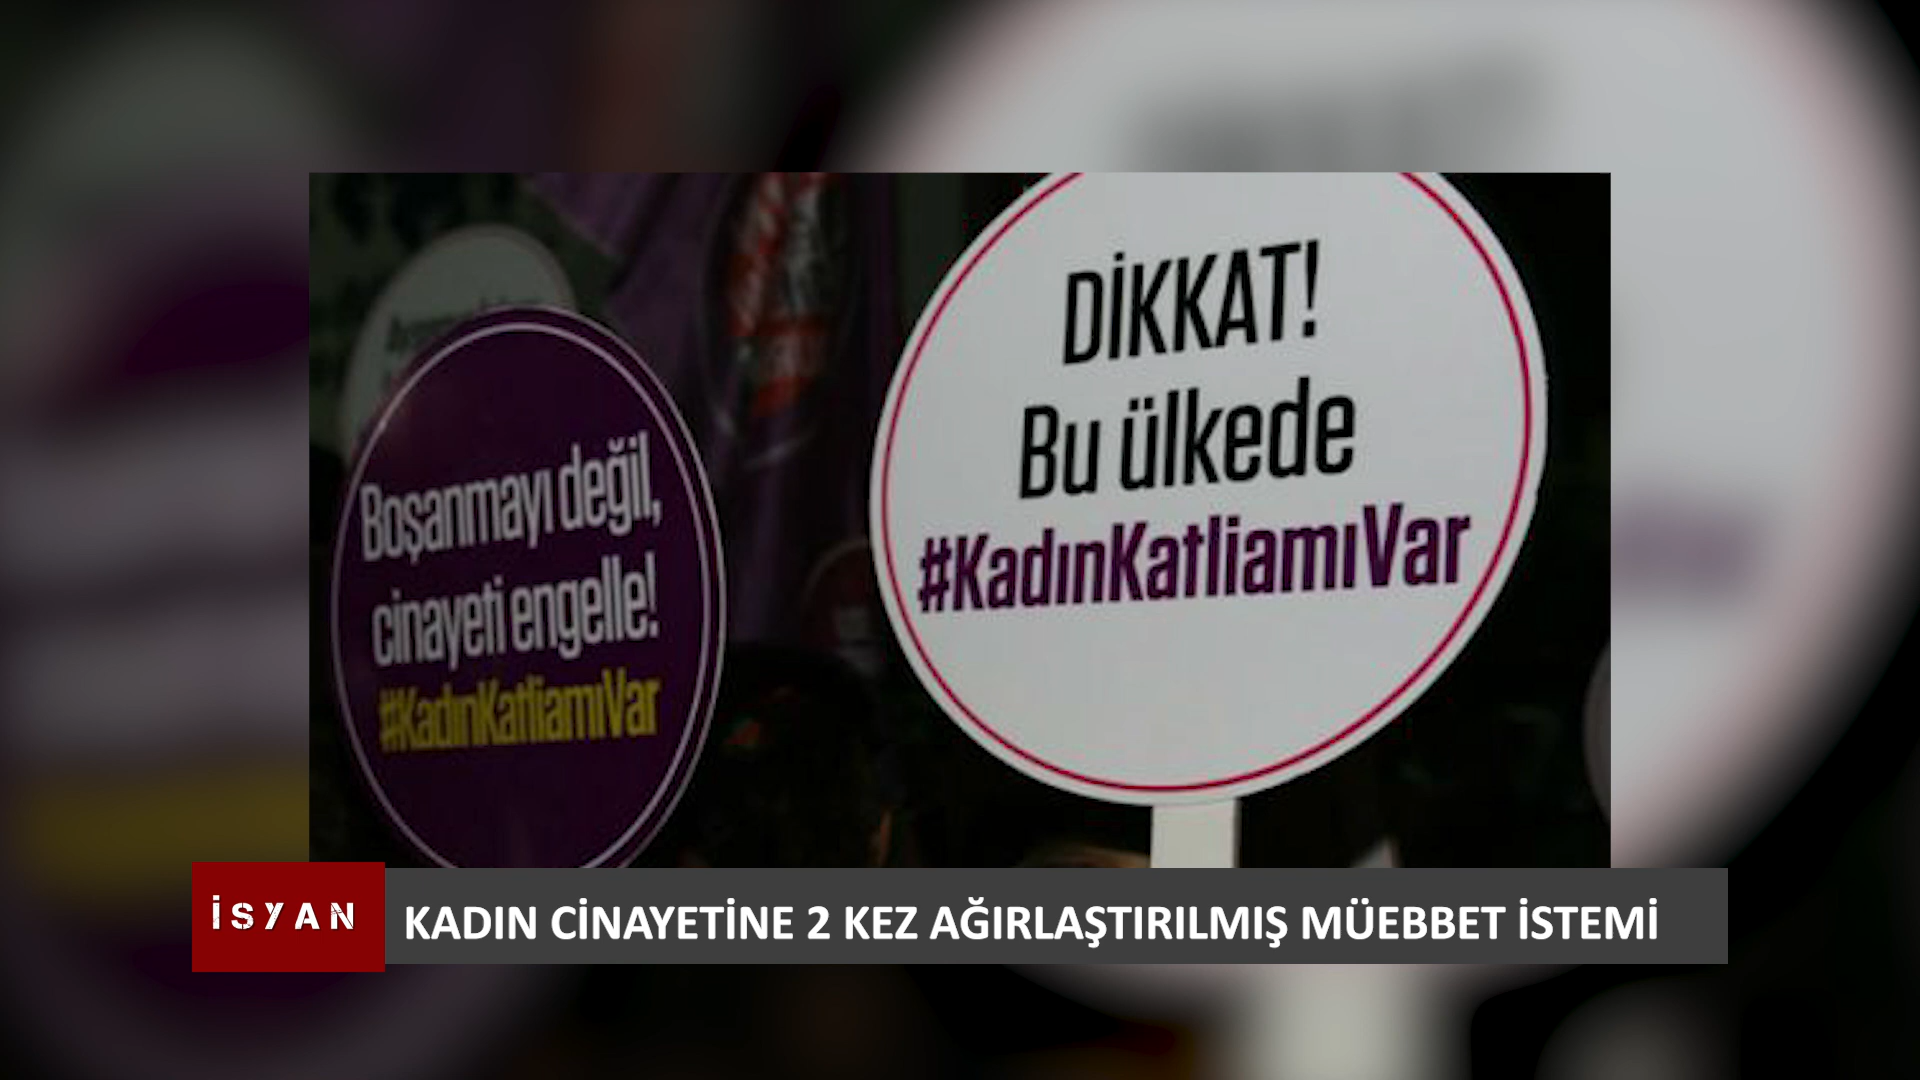 Boşanmayı değil,
cinayeti engelle!
#KadınKatliamıVar
DİKKAT!
Bu ülkede
#KadınKatliamıVar
İSYAN
KADIN CİNAYETİNE 2 KEZ AĞIRLAŞTIRILMIŞ MÜEBBET İSTEMİ